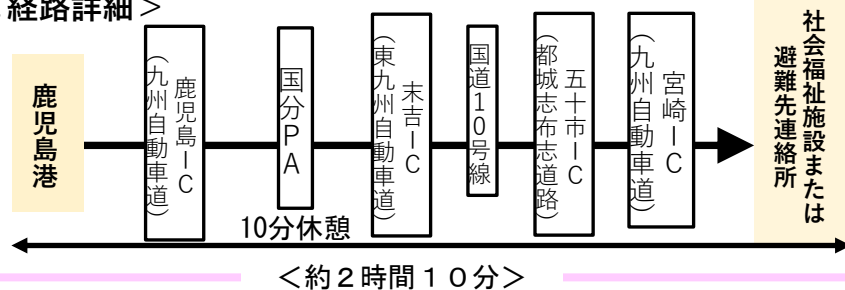 経路詳細>
鹿児島港
鹿児島IC
(九州自動車道)
国分PA
末吉IC
(東九州自動車道)
国道10号線
五十市IC
(都城志布志道路)
宮崎IC
(九州自動車道)
社会福祉施設または
避難先連絡所
10分休憩
<約2時間10分>